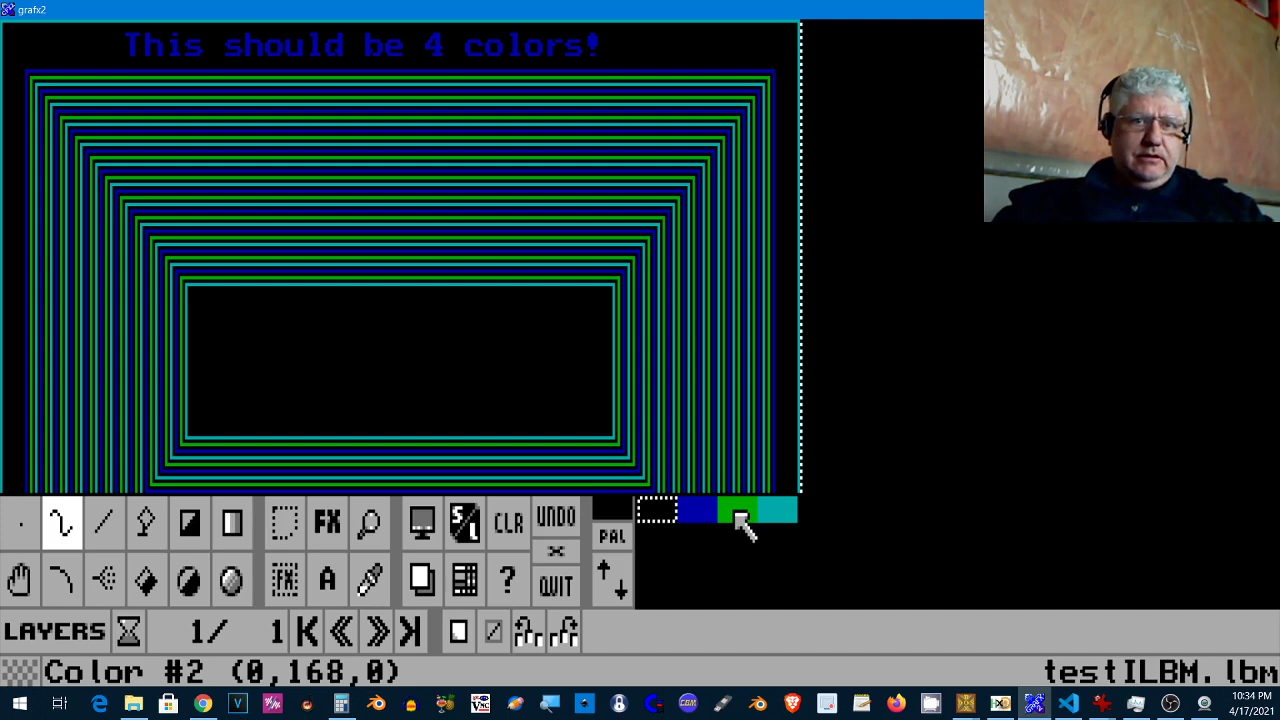 grafx2
This should be 4 colors!
S/L
FX
CLR
UNDO
PAL
FX
A
?
QUIT
LAYERS 1/ 1
Color #2 (0,168,0) testILBM.lbm
10:34 PM
4/17/2021